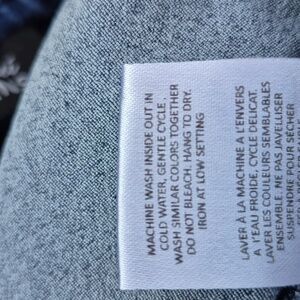 MACHINE WASH INSIDE OUT IN
COLD WATER, GENTLE CYCLE,
WASH SIMILAR COLORS TOGETHER
DO NOT BLEACH. HANG TO DRY.
IRON AT LOW SETTING
LAVER À LA MACHINE A L'ENVERS
A L'EAU FROIDE, CYCLE DELICAT.
LAVER LES COULEURS SEMBLABLES
ENSEMBLE. NE PAS JAVELLISER
SUSPENDRE POUR SECHER